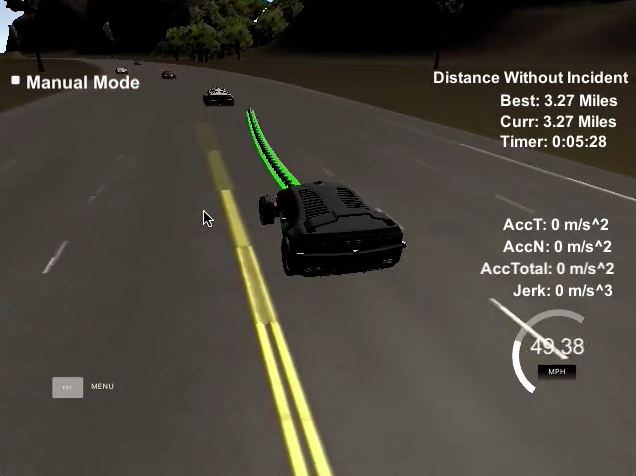 Manual Mode
Distance Without Incident
Best: 3.27 Miles
Curr: 3.27 Miles
Timer: 0:05:28
AccT: 0 m/s^2
AccN: 0 m/s^2
AccTotal: 0 m/s^2
Jerk: 0 m/s^3
49.38
MPH
ESC
MENU